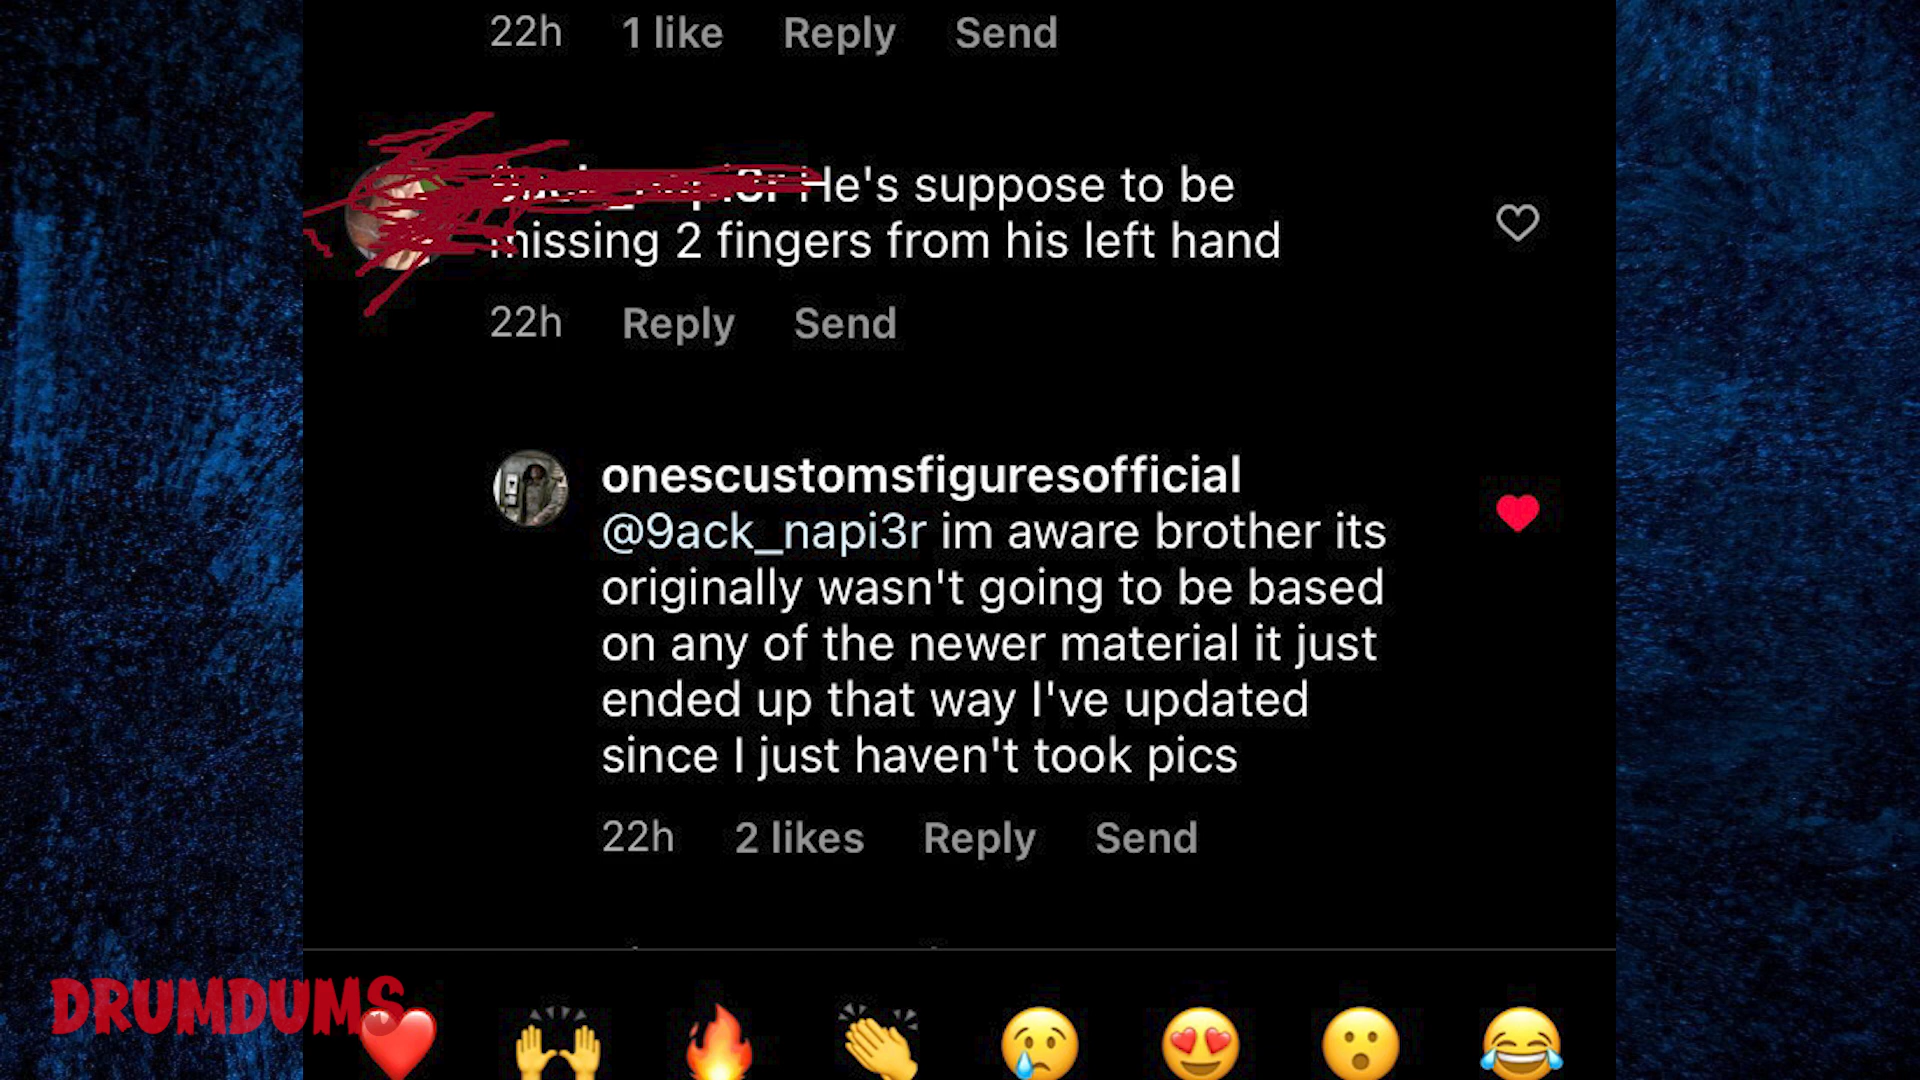 22h 1 like Reply Send
He's suppose to be
missing 2 fingers from his left hand
22h Reply Send
onescustomsfiguresofficial
@9ack_napi3r im aware brother its
originally wasn't going to be based
on any of the newer material it just
ended up that way I've updated
since I just haven't took pics
22h 2 likes Reply Send
DRUMDUMS